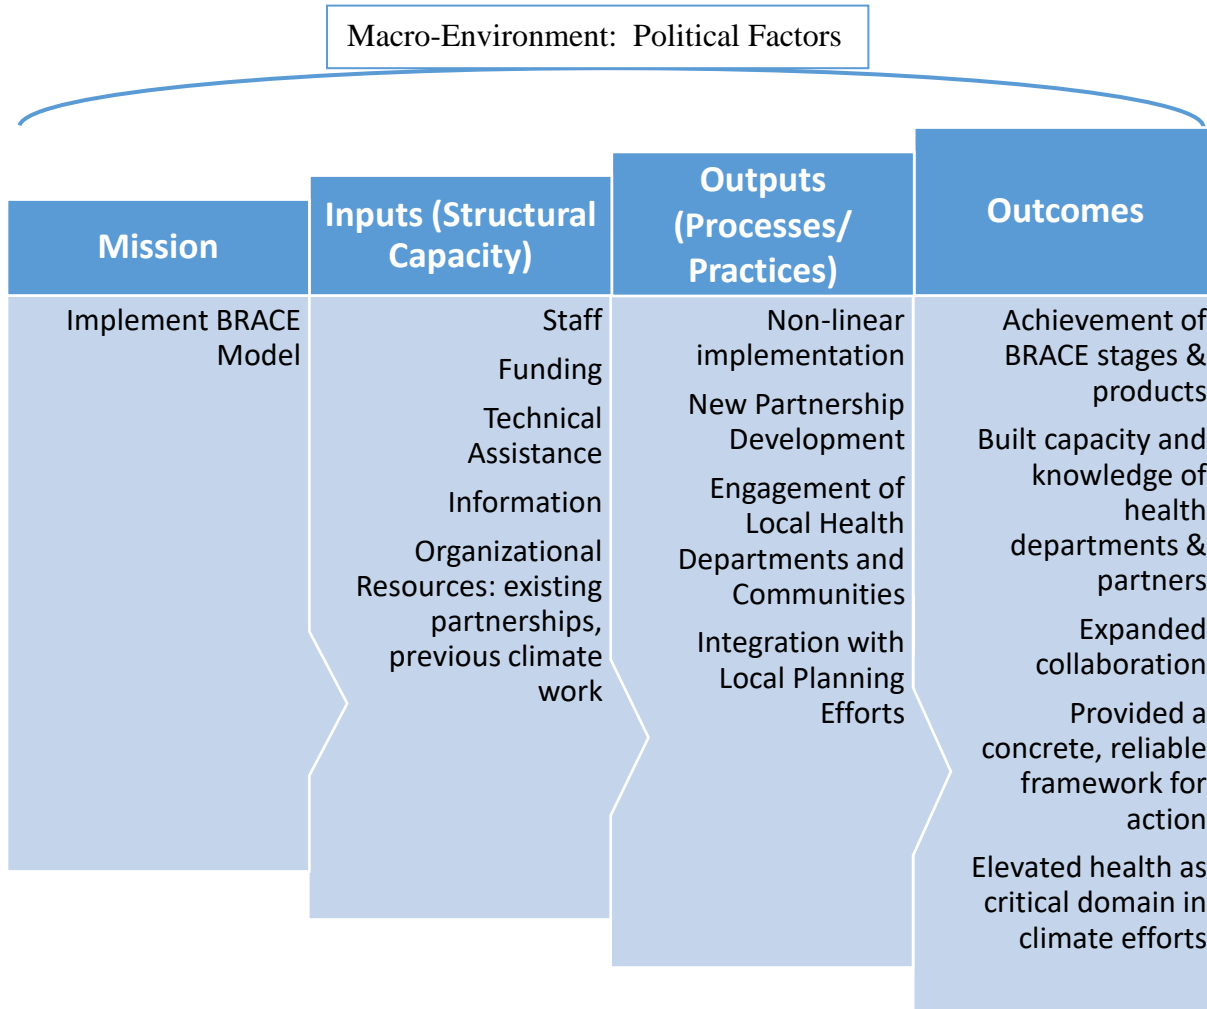 Macro-Environment:  Political Factors
Mission
Implement BRACE
Model
Inputs (Structural
Capacity)
Staff
Funding
Technical
Assistance
Information
Organizational
Resources: existing
partnerships,
previous climate
work
Outputs
(Processes/
Practices)
Non-linear
implementation
New Partnership
Development
Engagement of
Local Health
Departments and
Communities
Integration with
Local Planning
Efforts
Outcomes
Achievement of
BRACE stages &
products
Built capacity and
knowledge of
health
departments &
partners
Expanded
collaboration
Provided a
concrete, reliable
framework for
action
Elevated health as
critical domain in
climate efforts